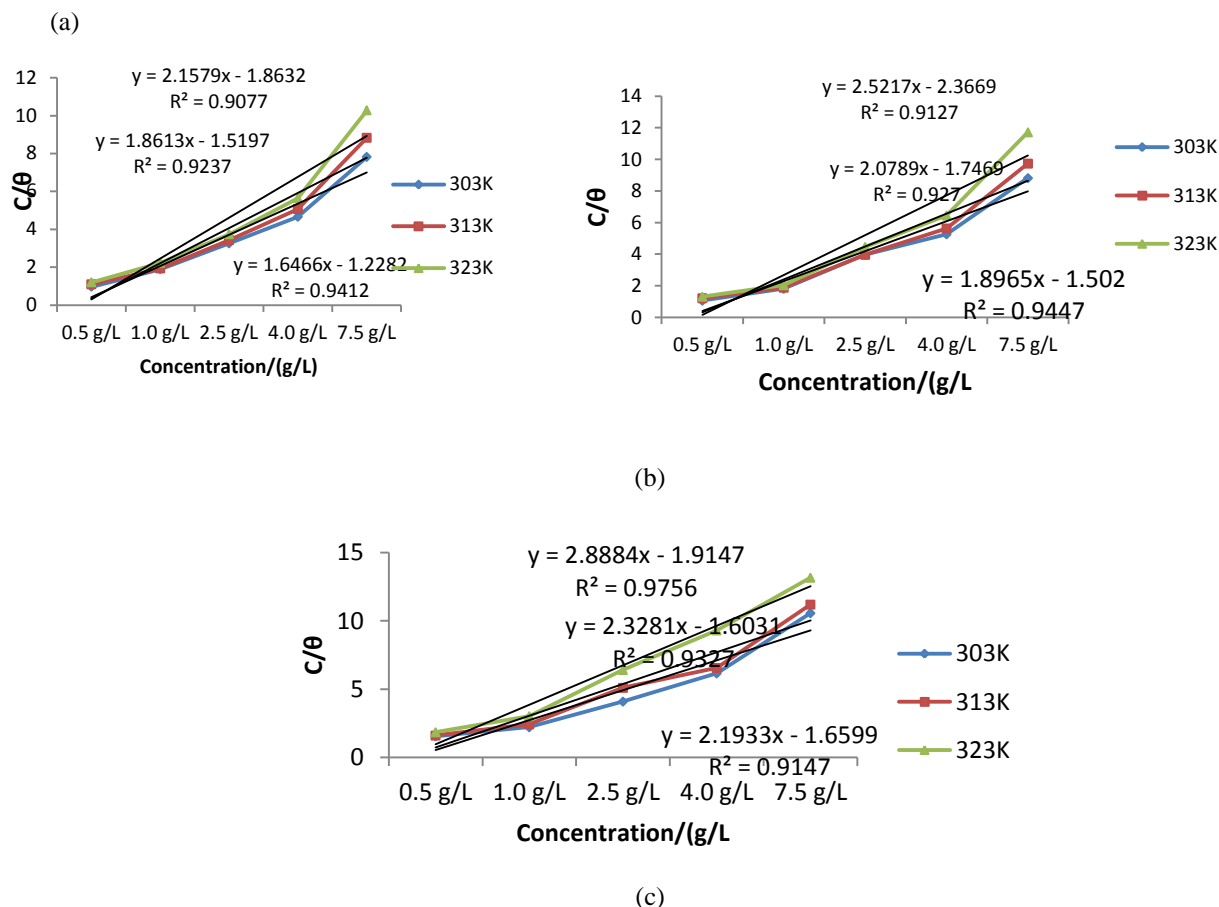 (a)
y = 2.1579x - 1.8632
R² = 0.9077
y = 1.8613x - 1.5197
R² = 0.9237
y = 1.6466x - 1.2282
R² = 0.9412
12
10
8
6
4
2
0
C/θ
0.5 g/L 1.0 g/L 2.5 g/L 4.0 g/L 7.5 g/L
Concentration/(g/L)
303K
313K
323K
y = 2.5217x - 2.3669
R² = 0.9127
y = 2.0789x - 1.7469
R² = 0.927
y = 1.8965x - 1.502
R² = 0.9447
14
12
10
8
6
4
2
0
C/θ
0.5 g/L 1.0 g/L 2.5 g/L 4.0 g/L 7.5 g/L
Concentration/(g/L
303K
313K
323K
(b)
y = 2.8884x - 1.9147
R² = 0.9756
y = 2.3281x - 1.6031
R² = 0.9327
y = 2.1933x - 1.6599
R² = 0.9147
15
10
5
0
C/θ
0.5 g/L 1.0 g/L 2.5 g/L 4.0 g/L 7.5 g/L
Concentration/(g/L
303K
313K
323K
(c)